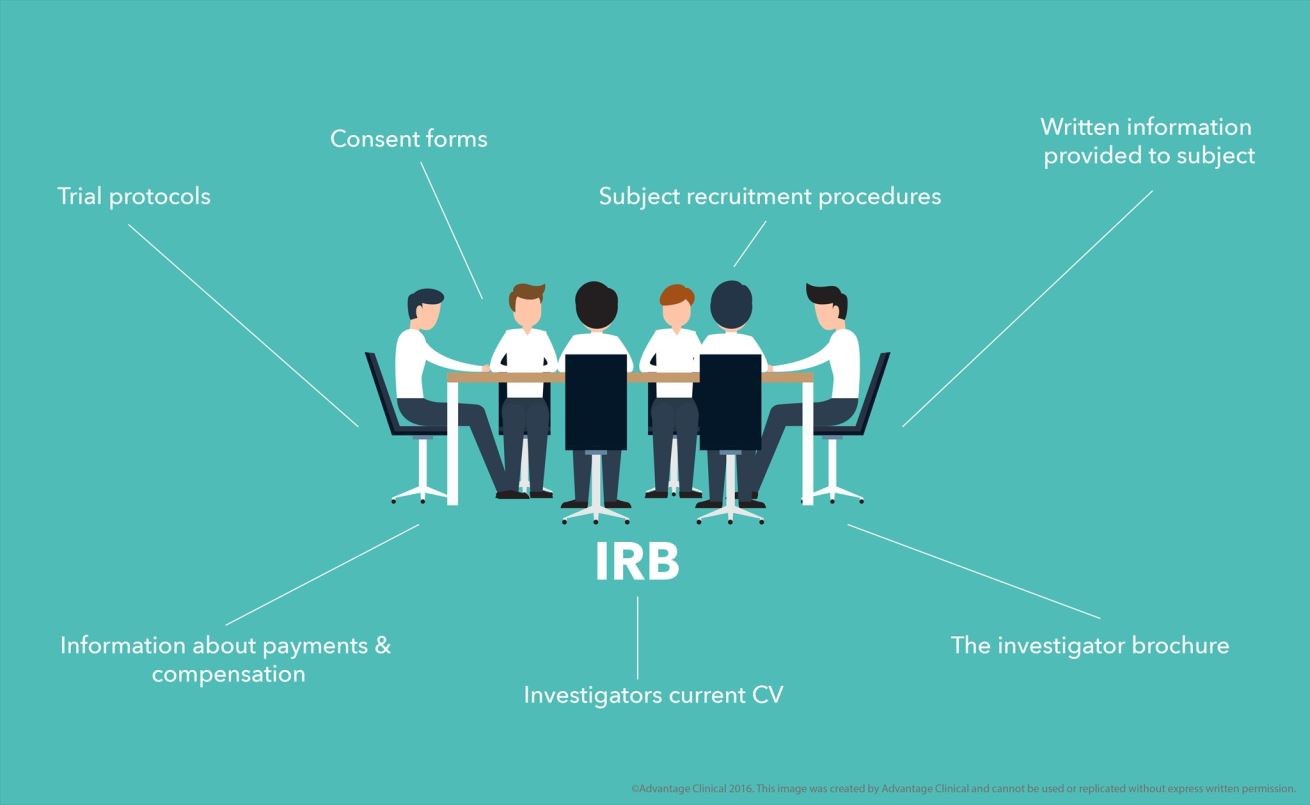 Consent forms
Written information
provided to subject
Trial protocols
Subject recruitment procedures
IRB
Information about payments &
compensation
The investigator brochure
Investigators current CV
©Advantage Clinical 2016. This image was created by Advantage Clinical and cannot be used or replicated without express written permission.